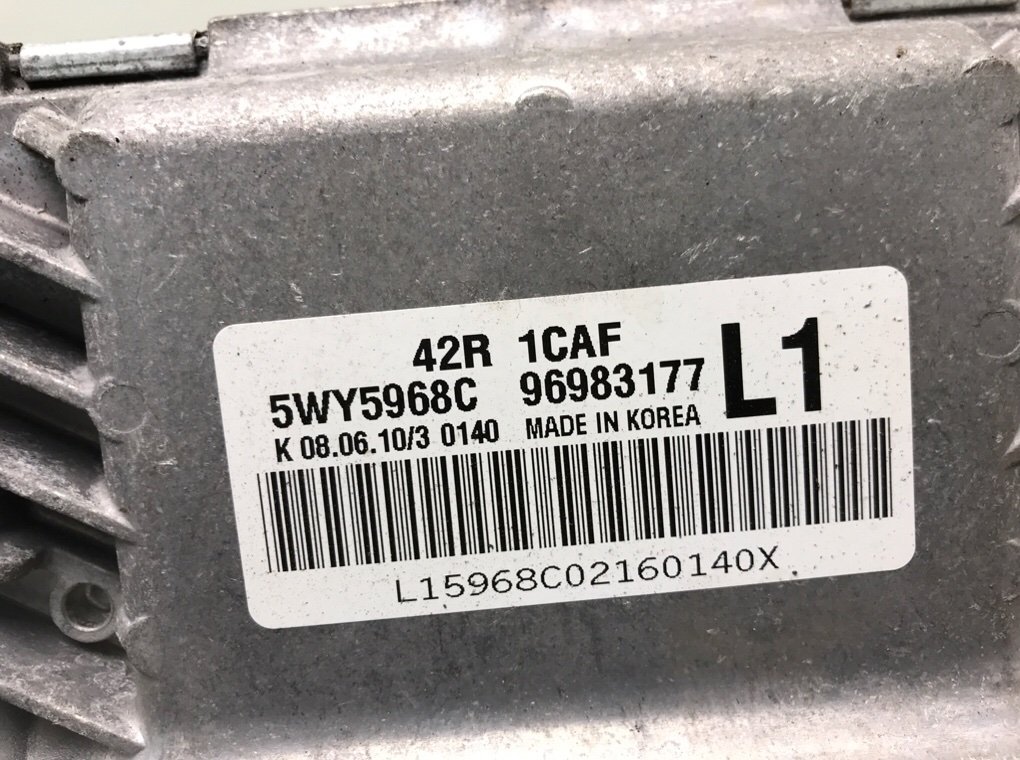 42R 1CAF L1
5WY5968C 96983177
K 08.06.10/3 0140 MADE IN KOREA
L15968C02160140X